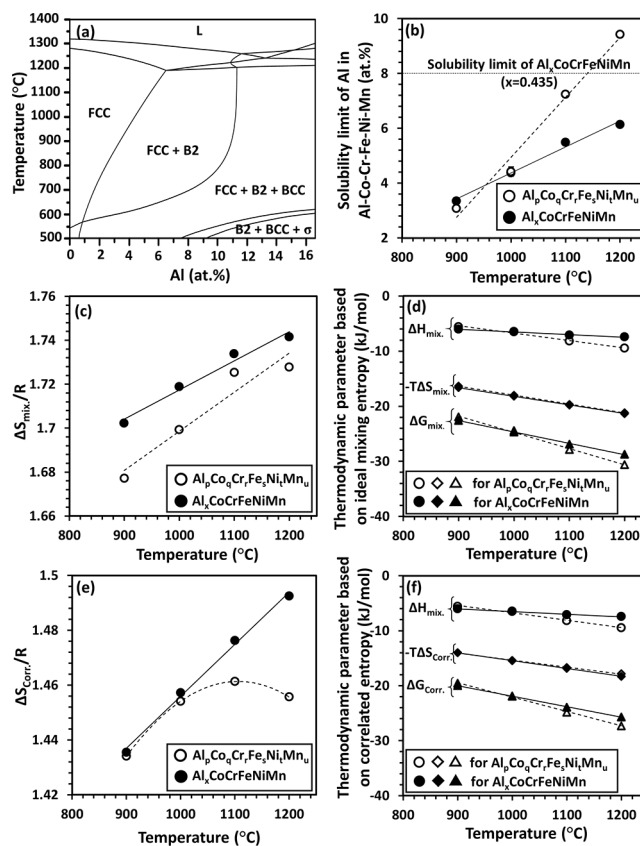 (a)
L
FCC
FCC + B2
FCC + B2 + BCC
B2 + BCC + σ
1400
1300
1200
1100
1000
900
800
700
600
500
0 2 4 6 8 10 12 14 16
Al (at.%)
Temperature (°C)
(b)
Solubility limit of AlxCoCrFeNiMn
(x=0.435)
AlpCoqCrrFesNitMnu
AlxCoCrFeNiMn
10
8
6
4
2
800 900 1000 1100 1200
Temperature (°C)
Solubility limit of Al in
Al-Co-Cr-Fe-Ni-Mn (at.%)
(c)
1.76
1.74
1.72
1.7
1.68
1.66
AlpCoqCrrFesNitMnu
AlxCoCrFeNiMn
800 900 1000 1100 1200
Temperature (°C)
ΔSmix./R
(d)
ΔHmix.
-TΔSmix.
ΔGmix.
0
-10
-20
-30
-40
for AlpCoqCrrFesNitMnu
for AlxCoCrFeNiMn
800 900 1000 1100 1200
Temperature (°C)
Thermodynamic parameter based
on ideal mixing entropy (kJ/mol)
(e)
1.5
1.48
1.46
1.44
1.42
AlpCoqCrrFesNitMnu
AlxCoCrFeNiMn
800 900 1000 1100 1200
Temperature (°C)
ΔSCorr./R
(f)
ΔHmix.
-TΔSCorr.
ΔGCorr.
0
-10
-20
-30
-40
for AlpCoqCrrFesNitMnu
for AlxCoCrFeNiMn
800 900 1000 1100 1200
Temperature (°C)
Thermodynamic parameter based
on correlated entropy (kJ/mol)